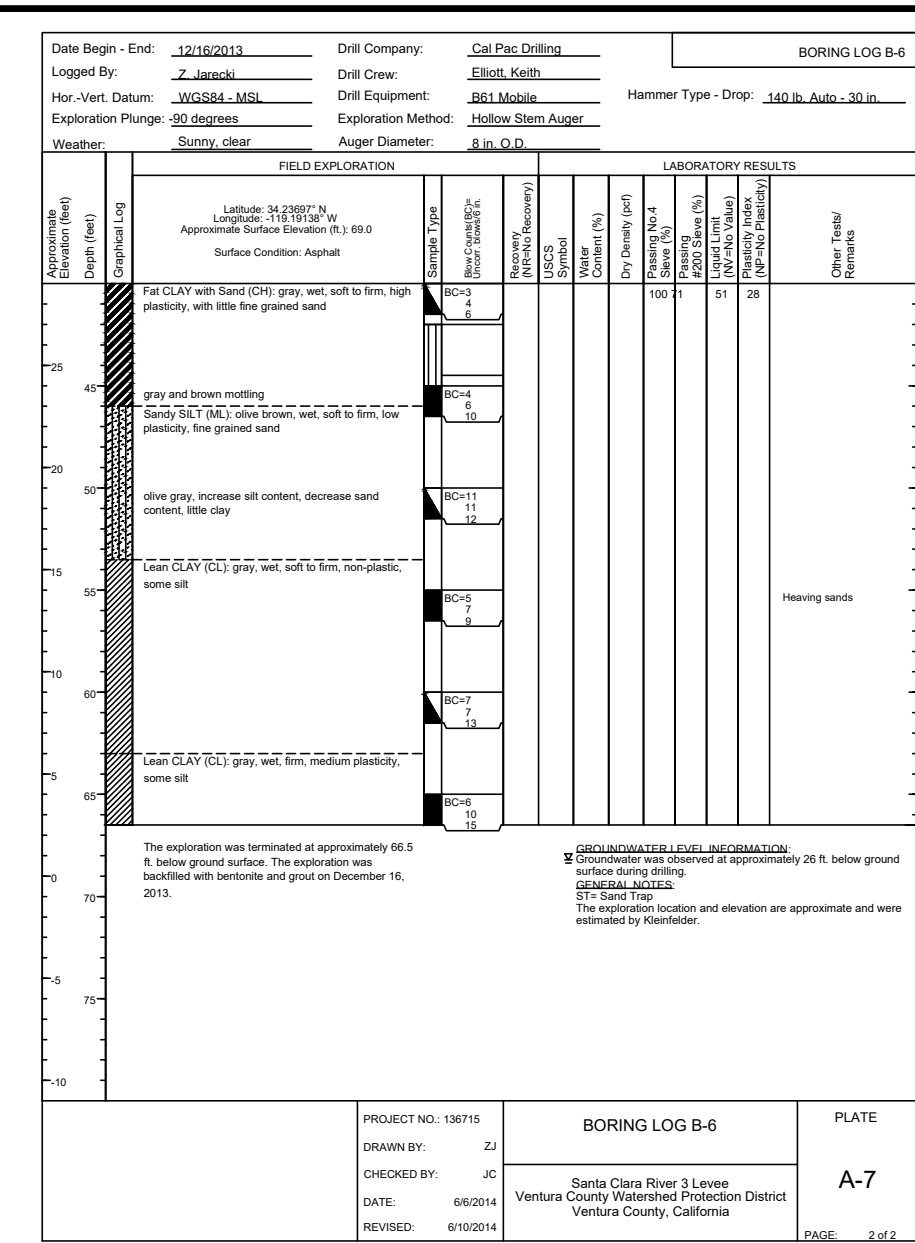 Date Begin - End: 12/16/2013 Drill Company: Cal Pac Drilling BORING LOG B-6
Logged By: Z. Jarecki Drill Crew: Elliott, Keith
Hor.-Vert. Datum: WGS84 - MSL Drill Equipment: B61 Mobile Hammer Type - Drop: 140 lb. Auto - 30 in.
Exploration Plunge: -90 degrees Exploration Method: Hollow Stem Auger
Weather: Sunny, clear Auger Diameter: 8 in. O.D.
FIELD EXPLORATION LABORATORY RESULTS
Approximate
Elevation (feet)
Depth (feet)
Graphical Log
Latitude: 34.23697° N
Longitude: -119.19138° W
Approximate Surface Elevation (ft.): 69.0
Surface Condition: Asphalt
Sample Type
Blow Counts(BC)=
Uncorr. blows/6 in.
Recovery
(NR=No Recovery)
USCS
Symbol
Water
Content (%)
Dry Density (pcf)
Passing No.4
Sieve (%)
Passing
#200 Sieve (%)
Liquid Limit
(NV=No Value)
Plasticity Index
(NP=No Plasticity)
Other Tests/
Remarks
Fat CLAY with Sand (CH): gray, wet, soft to firm, high BC=3 100 71 51 28
plasticity, with little fine grained sand 4
6
25
45
gray and brown mottling BC=4
6
Sandy SILT (ML): olive brown, wet, soft to firm, low 10
plasticity, fine grained sand
20
50
olive gray, increase silt content, decrease sand BC=11
content, little clay 11
12
15
Lean CLAY (CL): gray, wet, soft to firm, non-plastic,
some silt
55
BC=5 Heaving sands
7
9
10
60
BC=7
7
13
Lean CLAY (CL): gray, wet, firm, medium plasticity,
some silt
5
65
BC=6
10
15
The exploration was terminated at approximately 66.5
ft. below ground surface. The exploration was
backfilled with bentonite and grout on December 16,
2013.
GROUNDWATER LEVEL INFORMATION:
Groundwater was observed at approximately 26 ft. below ground
surface during drilling.
GENERAL NOTES:
ST= Sand Trap
The exploration location and elevation are approximate and were
estimated by Kleinfelder.
0
70
-5
75
-10
PROJECT NO.: 136715
DRAWN BY: ZJ
CHECKED BY: JC
DATE: 6/6/2014
REVISED: 6/10/2014
BORING LOG B-6
Santa Clara River 3 Levee
Ventura County Watershed Protection District
Ventura County, California
PLATE
A-7
PAGE: 2 of 2